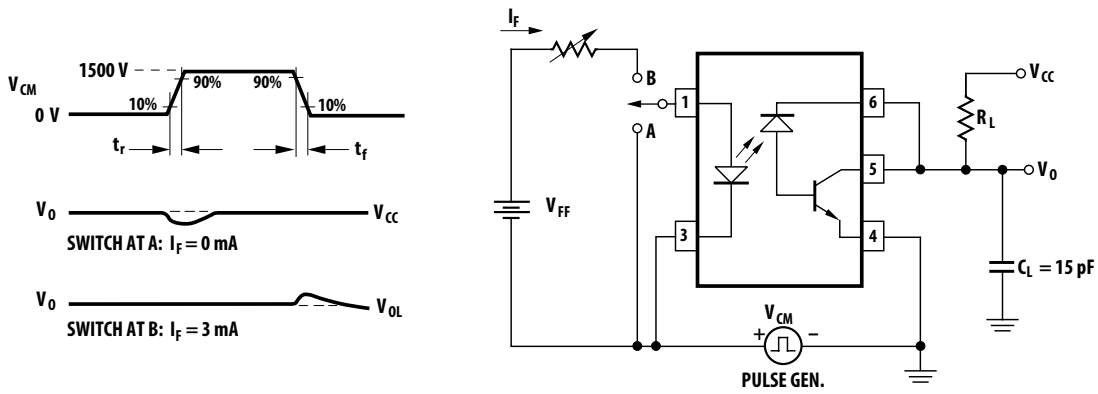 1500 V
V_CM
90%
90%
10%
10%
0 V
t_r
t_f
V_O
V_CC
SWITCH AT A: I_F = 0 mA
V_O
V_OL
SWITCH AT B: I_F = 3 mA
I_F
B
A
V_FF
1
3
6
5
4
V_CC
R_L
V_O
C_L = 15 pF
V_CM
+
–
PULSE GEN.